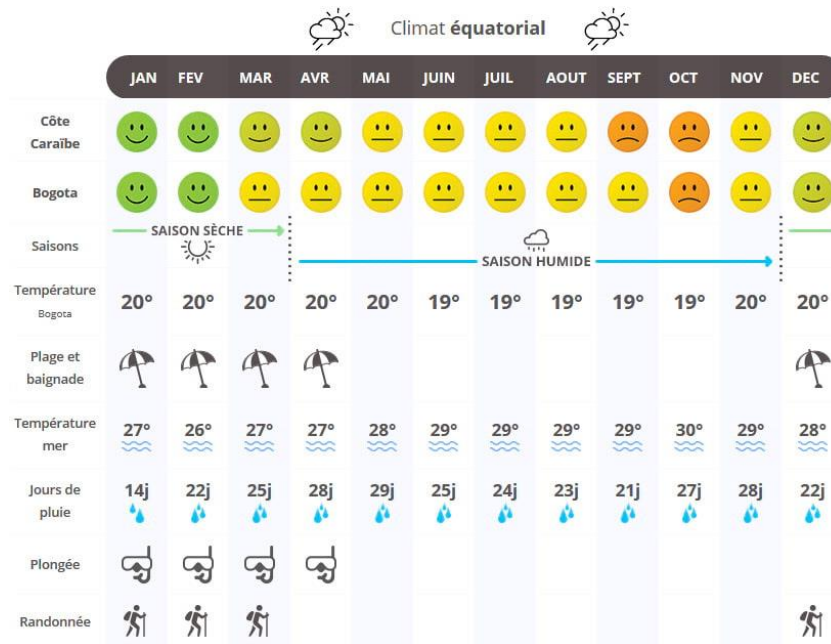 Climat équatorial
JAN FEV MAR AVR MAI JUIN JUIL AOUT SEPT OCT NOV DEC
Côte
Caraïbe
Bogota
SAISON SÈCHE
Saisons
SAISON HUMIDE
Température
Bogota
20° 20° 20° 20° 20° 19° 19° 19° 19° 19° 20° 20°
Plage et
baignade
Température
mer
27° 26° 27° 27° 28° 29° 29° 29° 29° 30° 29° 28°
Jours de
pluie
14j 22j 25j 28j 29j 25j 24j 23j 21j 27j 28j 22j
Plongée
Randonnée